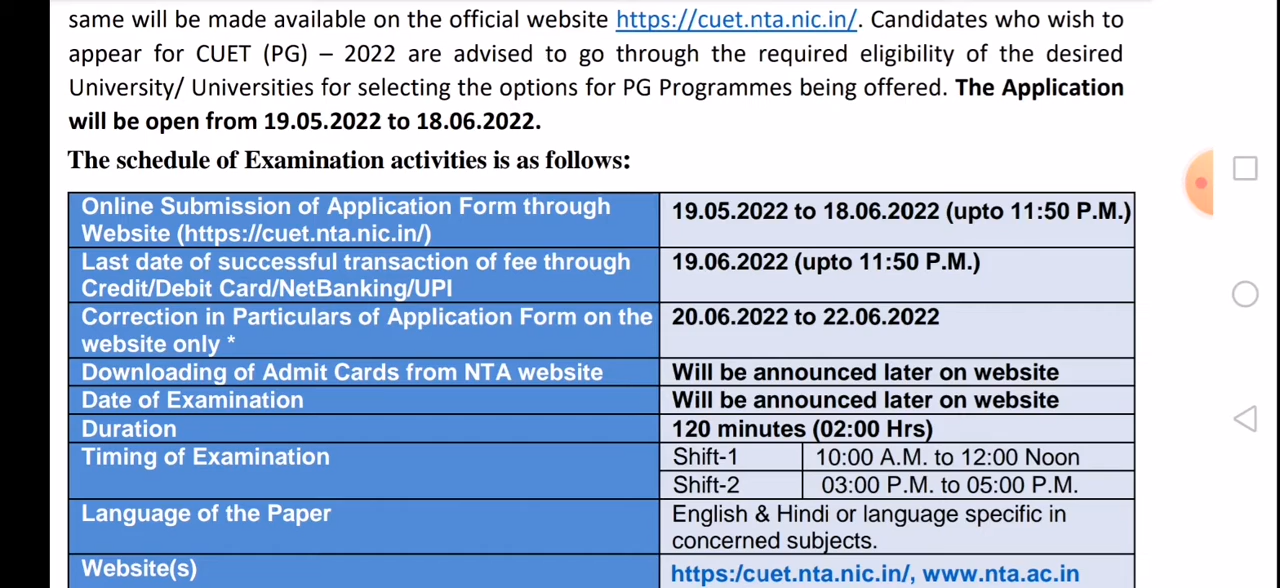 same will be made available on the official website https://cuet.nta.nic.in/. Candidates who wish to
appear for CUET (PG) – 2022 are advised to go through the required eligibility of the desired
University/ Universities for selecting the options for PG Programmes being offered. The Application
will be open from 19.05.2022 to 18.06.2022.
The schedule of Examination activities is as follows:
Online Submission of Application Form through
Website (https://cuet.nta.nic.in/)
19.05.2022 to 18.06.2022 (upto 11:50 P.M.)
Last date of successful transaction of fee through
Credit/Debit Card/NetBanking/UPI
19.06.2022 (upto 11:50 P.M.)
Correction in Particulars of Application Form on the
website only *
20.06.2022 to 22.06.2022
Downloading of Admit Cards from NTA website
Will be announced later on website
Date of Examination
Will be announced later on website
Duration
120 minutes (02:00 Hrs)
Timing of Examination
Shift-1
10:00 A.M. to 12:00 Noon
Shift-2
03:00 P.M. to 05:00 P.M.
Language of the Paper
English & Hindi or language specific in
concerned subjects.
Website(s)
https:/cuet.nta.nic.in/, www.nta.ac.in